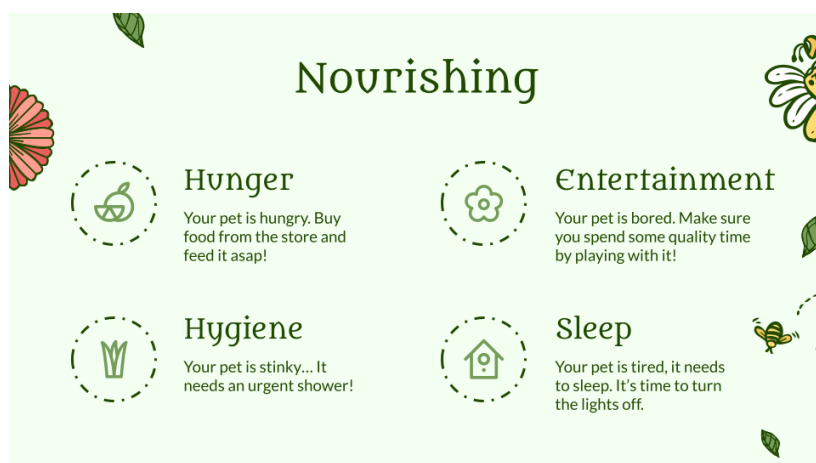 Nourishing
Hunger
Your pet is hungry. Buy
food from the store and
feed it asap!
Entertainment
Your pet is bored. Make sure
you spend some quality time
by playing with it!
Hygiene
Your pet is stinky... It
needs an urgent shower!
Sleep
Your pet is tired, it needs
to sleep. It's time to turn
the lights off.